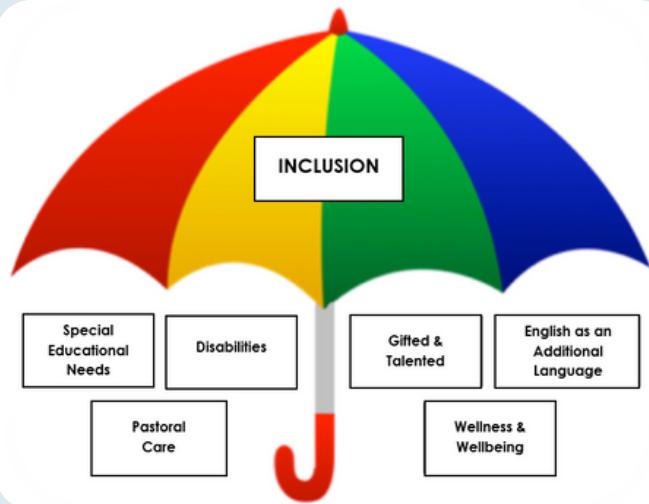 INCLUSION
Special
Educational
Needs
Disabilities
Gifted &
Talented
English as an
Additional
Language
Pastoral
Care
Wellness &
Wellbeing